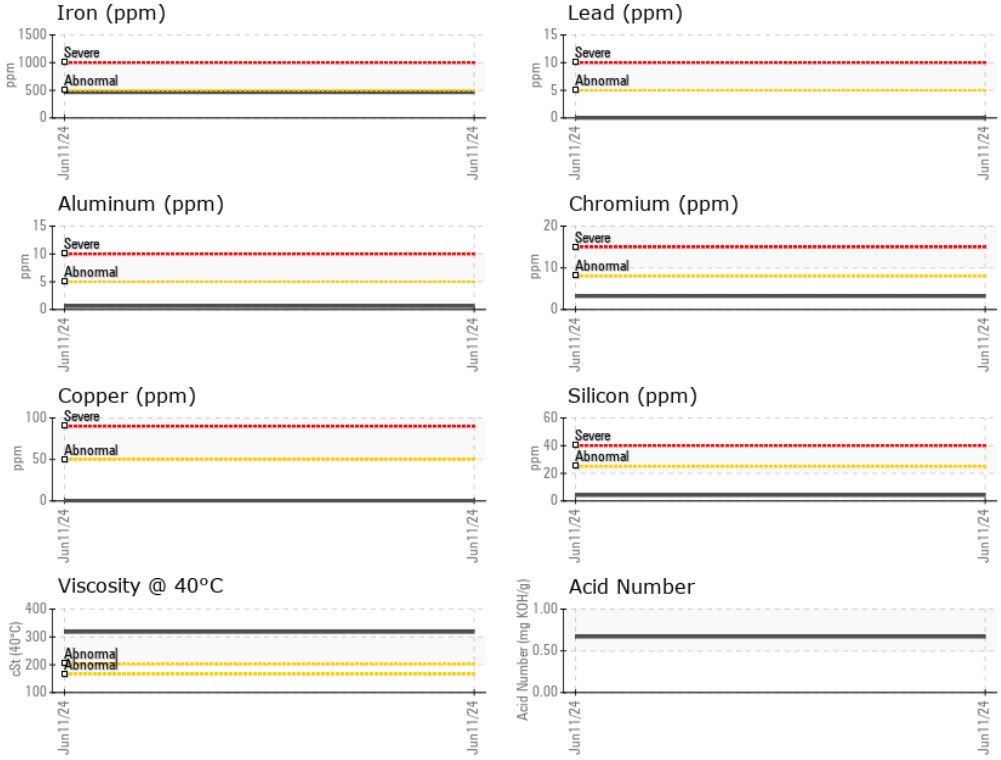 Iron (ppm)
1500
1000
500
0
ppm
Severe
Abnormal
Jun11/24
Jun11/24
Lead (ppm)
15
10
5
0
ppm
Severe
Abnormal
Jun11/24
Jun11/24
Aluminum (ppm)
15
10
5
0
ppm
Severe
Abnormal
Jun11/24
Jun11/24
Chromium (ppm)
20
10
0
ppm
Severe
Abnormal
Jun11/24
Jun11/24
Copper (ppm)
100
50
0
ppm
Severe
Abnormal
Jun11/24
Jun11/24
Silicon (ppm)
60
40
20
0
ppm
Severe
Abnormal
Jun11/24
Jun11/24
Viscosity @ 40°C
400
300
200
100
cSt (40°C)
Abnormal
Abnormal
Jun11/24
Jun11/24
Acid Number
1.00
0.50
0.00
Acid Number (mg KOH/g)
Jun11/24
Jun11/24